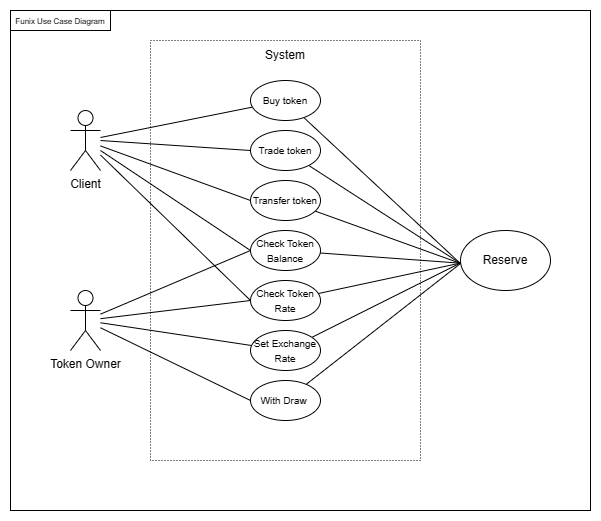 Funix Use Case Diagram
System
Buy token
Trade token
Client
Transfer token
Check Token
Balance
Reserve
Check Token
Rate
Set Exchange
Rate
Token Owner
With Draw